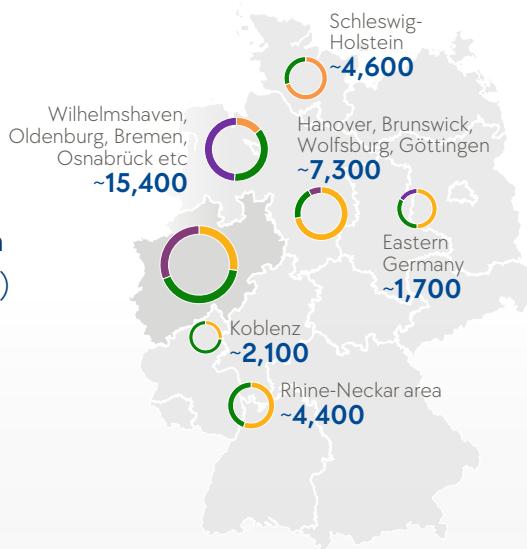 Schleswig-
Holstein
~4,600
Wilhelmshaven,
Oldenburg, Bremen,
Osnabrück etc
~15,400
Hanover, Brunswick,
Wolfsburg, Göttingen
~7,300
)
Eastern
Germany
~1,700
Koblenz
~2,100
Rhine-Neckar area
~4,400